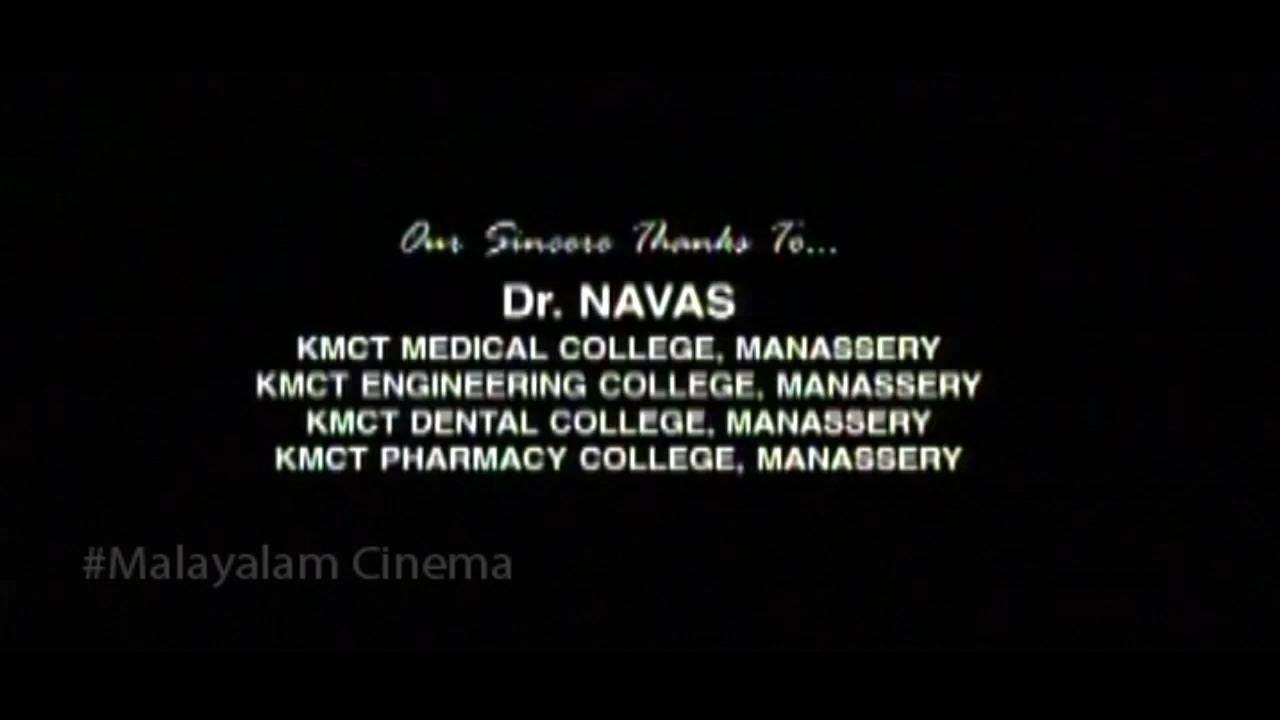 Our Sincere Thanks To...
Dr. NAVAS
KMCT MEDICAL COLLEGE, MANASSERY
KMCT ENGINEERING COLLEGE, MANASSERY
KMCT DENTAL COLLEGE, MANASSERY
KMCT PHARMACY COLLEGE, MANASSERY
#Malayalam Cinema